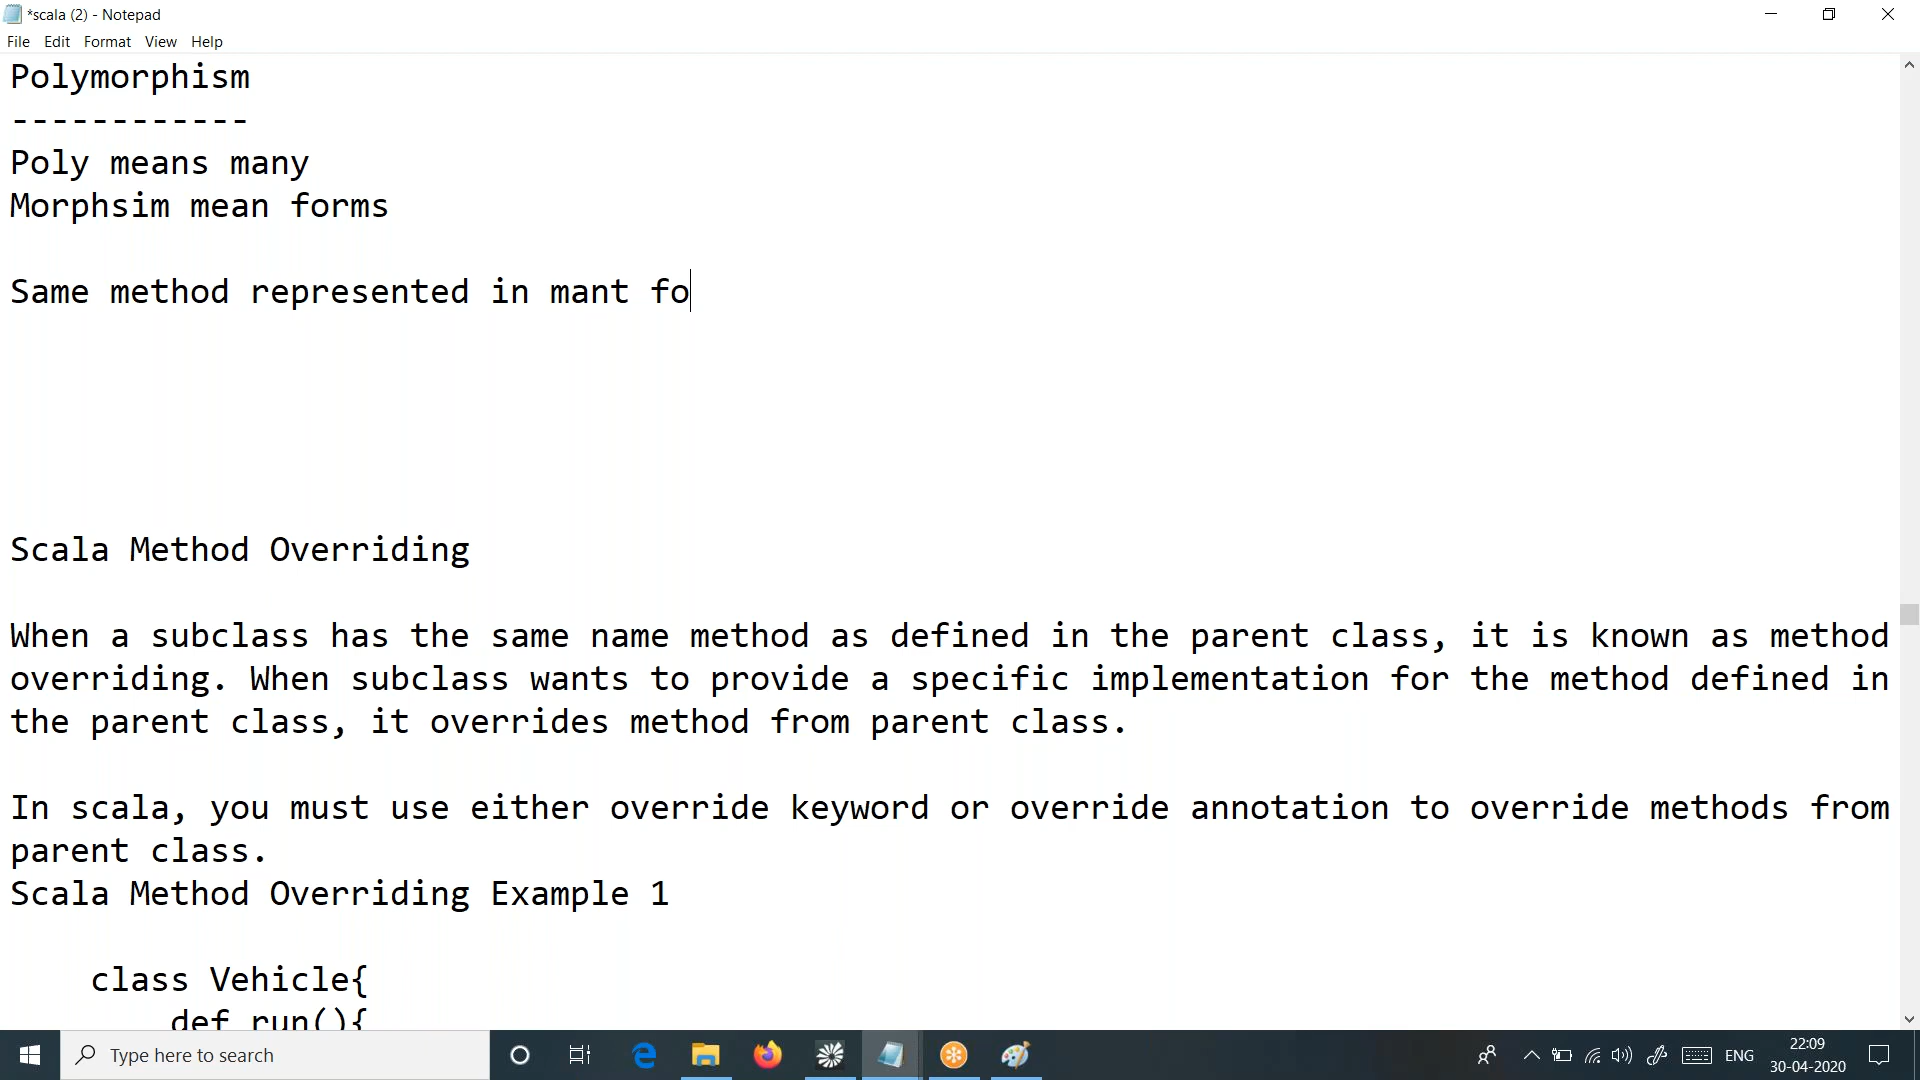 *scala (2) - Notepad
File Edit Format View Help
Polymorphism
------------
Poly means many
Morphsim mean forms
Same method represented in mant fo
Scala Method Overriding
When a subclass has the same name method as defined in the parent class, it is known as method
overriding. When subclass wants to provide a specific implementation for the method defined in
the parent class, it overrides method from parent class.
In scala, you must use either override keyword or override annotation to override methods from
parent class.
Scala Method Overriding Example 1
class Vehicle{
def run(){
Type here to search
ENG
22:09
30-04-2020